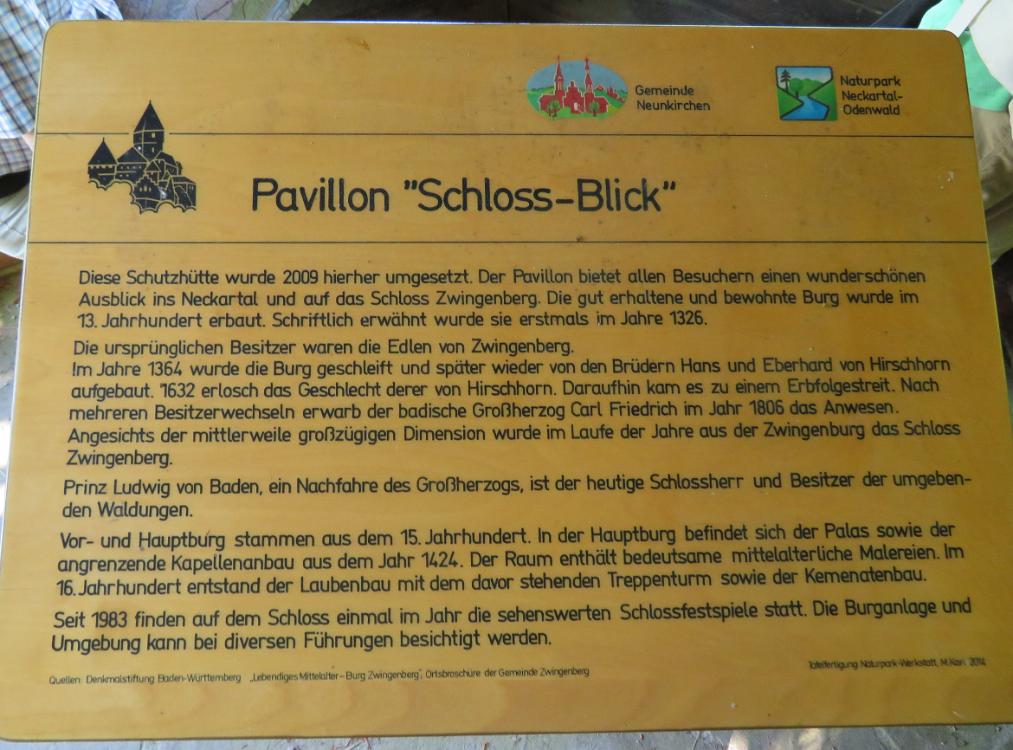 Gemeinde
Neunkirchen
Naturpark
Neckartal-
Odenwald
Pavillon "Schloss-Blick"
Diese Schutzhütte wurde 2009 hierher umgesetzt. Der Pavillon bietet allen Besuchern einen wunderschönen
Ausblick ins Neckartal und auf das Schloss Zwingenberg. Die gut erhaltene und bewohnte Burg wurde im
13. Jahrhundert erbaut. Schriftlich erwähnt wurde sie erstmals im Jahre 1326.
Die ursprünglichen Besitzer waren die Edlen von Zwingenberg.
Im Jahre 1364 wurde die Burg geschleift und später wieder von den Brüdern Hans und Eberhard von Hirschhorn
aufgebaut. 1632 erlosch das Geschlecht derer von Hirschhorn. Daraufhin kam es zu einem Erbfolgestreit. Nach
mehreren Besitzerwechseln erwarb der badische Großherzog Carl Friedrich im Jahr 1806 das Anwesen.
Angesichts der mittlerweile großzügigen Dimension wurde im Laufe der Jahre aus der Zwingenburg das Schloss
Zwingenberg.
Prinz Ludwig von Baden, ein Nachfahre des Großherzogs, ist der heutige Schlossherr und Besitzer der umgeben-
den Waldungen.
Vor- und Hauptburg stammen aus dem 15. Jahrhundert. In der Hauptburg befindet sich der Palas sowie der
angrenzende Kapellenanbau aus dem Jahr 1424. Der Raum enthält bedeutsame mittelalterliche Malereien. Im
16. Jahrhundert entstand der Laubenbau mit dem davor stehenden Treppenturm sowie der Kemenatenbau.
Seit 1983 finden auf dem Schloss einmal im Jahr die sehenswerten Schlossfestspiele statt. Die Burganlage und
Umgebung kann bei diversen Führungen besichtigt werden.
Quellen: Denkmalstiftung Baden-Württemberg „Lebendiges Mittelalter-Burg Zwingenberg", Ortsbroschüre der Gemeinde Zwingenberg
Tafelfertigung Naturpark-Werkstatt, M. 2014